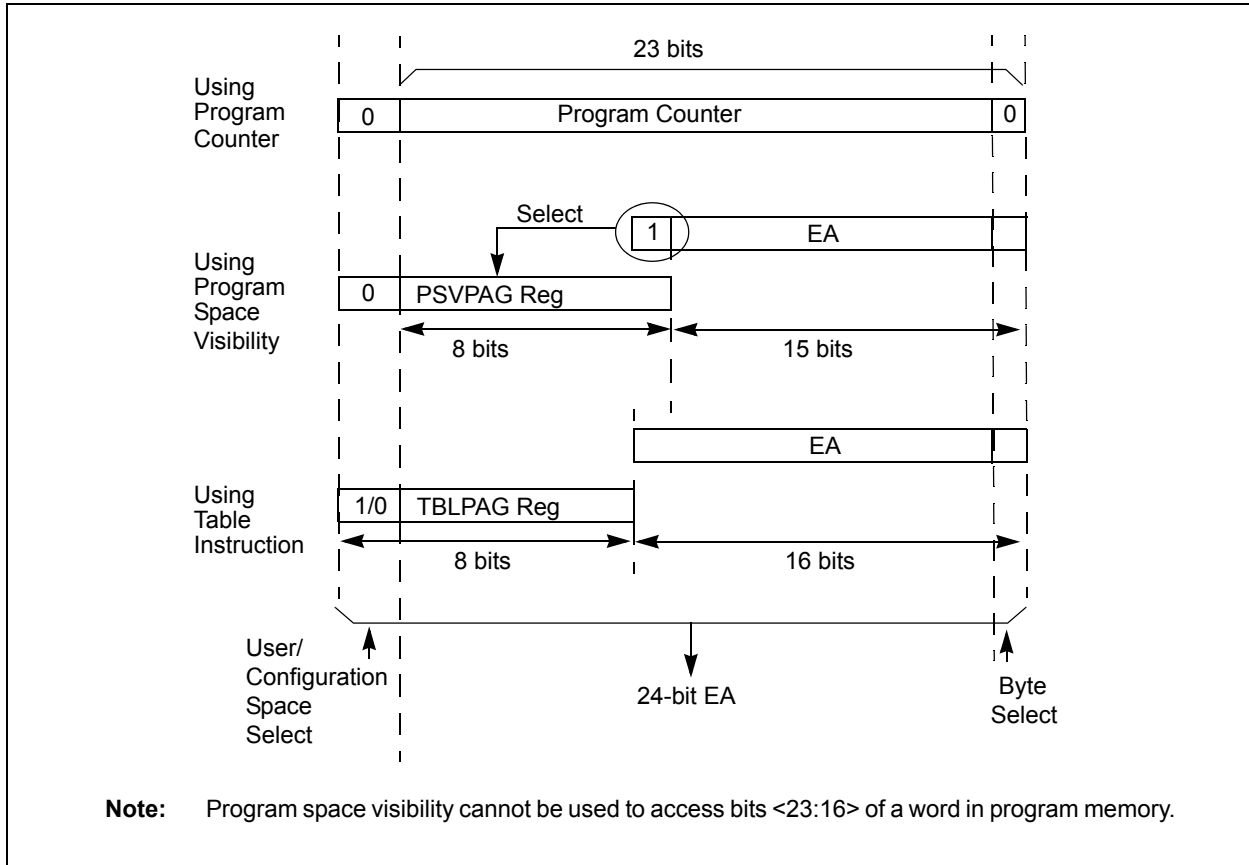 23 bits
Using
Program
Counter
0
Program Counter
0
Select
1
EA
Using
Program
Space
Visibility
0
PSVPAG Reg
8 bits
15 bits
EA
Using
Table
Instruction
1/0
TBLPAG Reg
8 bits
16 bits
User/
Configuration
Space
Select
24-bit EA
Byte
Select
Note: Program space visibility cannot be used to access bits <23:16> of a word in program memory.